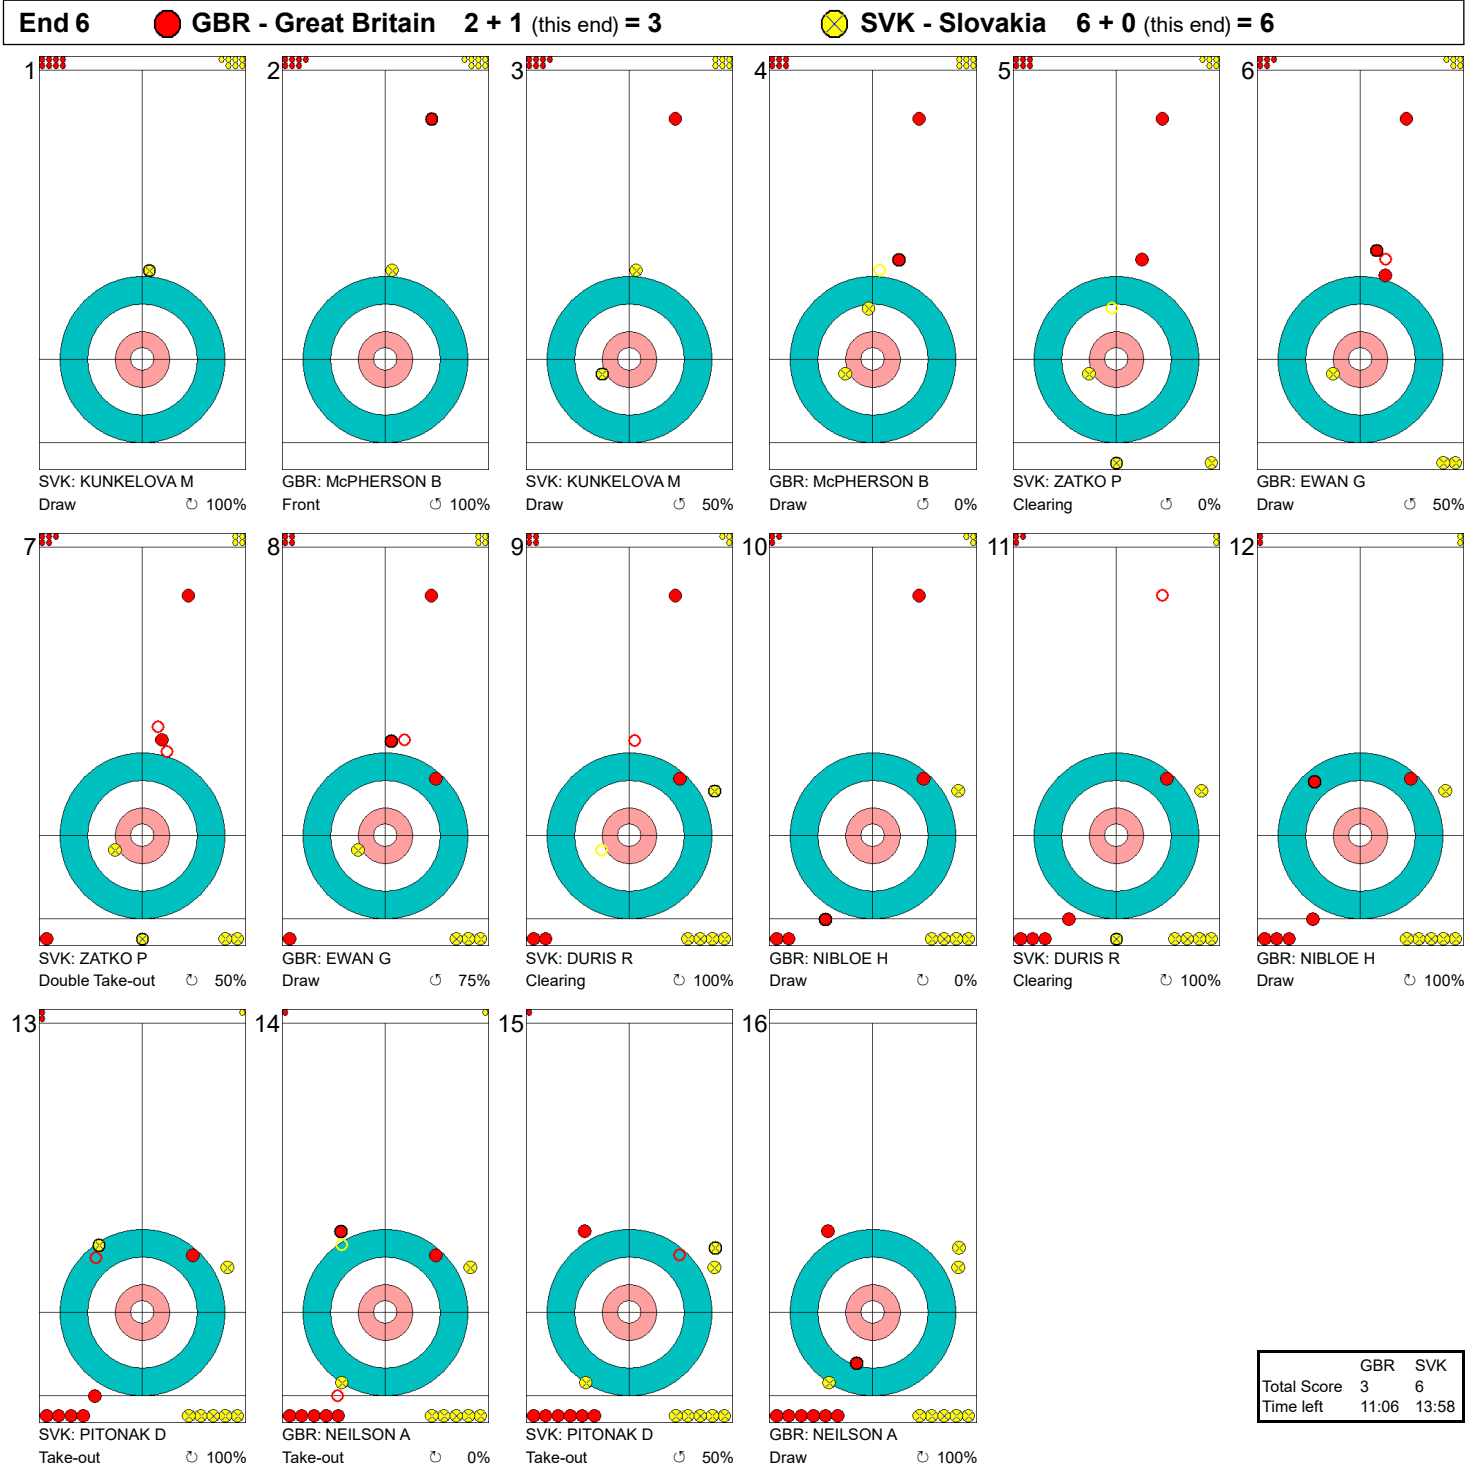 End 6 GBR - Great Britain 2 + 1 (this end) = 3 SVK - Slovakia 6 + 0 (this end) = 6
1 2 3 4 5 6
SVK: KUNKELOVA M GBR: McPHERSON B SVK: KUNKELOVA M GBR: McPHERSON B SVK: ZATKO P GBR: EWAN G
Draw ↻ 100% Front ↺ 100% Draw ↺ 50% Draw ↺ 0% Clearing ↺ 0% Draw ↺ 50%
7 8 9 10 11 12
SVK: ZATKO P GBR: EWAN G SVK: DURIS R GBR: NIBLOE H SVK: DURIS R GBR: NIBLOE H
Double Take-out ↻ 50% Draw ↺ 75% Clearing ↻ 100% Draw ↺ 0% Clearing ↻ 100% Draw ↻ 100%
13 14 15 16
GBR SVK
Total Score 3 6
Time left 11:06 13:58
SVK: PITONAK D GBR: NEILSON A SVK: PITONAK D GBR: NEILSON A
Take-out ↻ 100% Take-out ↻ 0% Take-out ↺ 50% Draw ↻ 100%